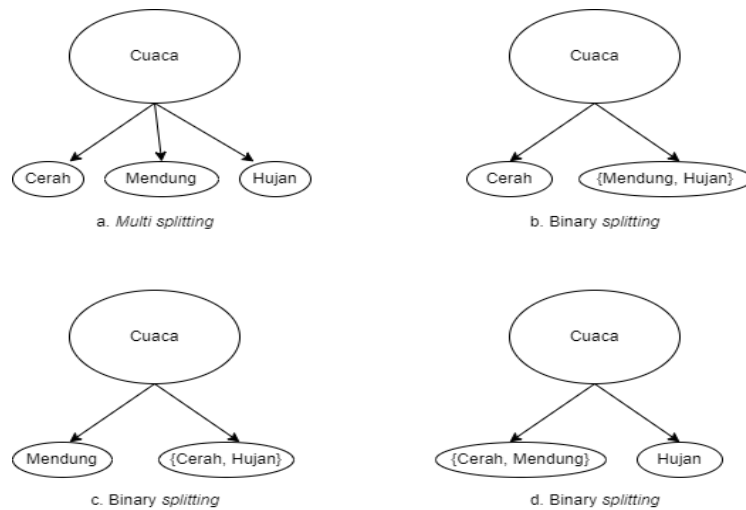 Cuaca
Cerah
Mendung
Hujan
a. Multi splitting
Cuaca
Cerah
{Mendung, Hujan}
b. Binary splitting
Cuaca
Mendung
{Cerah, Hujan}
c. Binary splitting
Cuaca
{Cerah, Mendung}
Hujan
d. Binary splitting